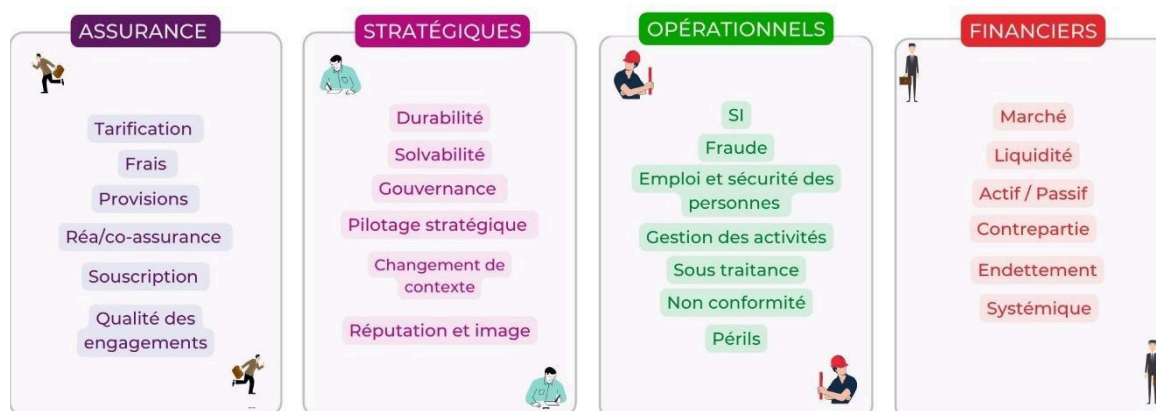 ASSURANCE
Tarification
Frais
Provisions
Réa/co-assurance
Souscription
Qualité des
engagements
STRATÉGIQUES
Durabilité
Solvabilité
Gouvernance
Pilotage stratégique
Changement de
contexte
Réputation et image
OPÉRATIONNELS
SI
Fraude
Emploi et sécurité des
personnes
Gestion des activités
Sous traitance
Non conformité
Périls
FINANCIERS
Marché
Liquidité
Actif / Passif
Contrepartie
Endettement
Systémique